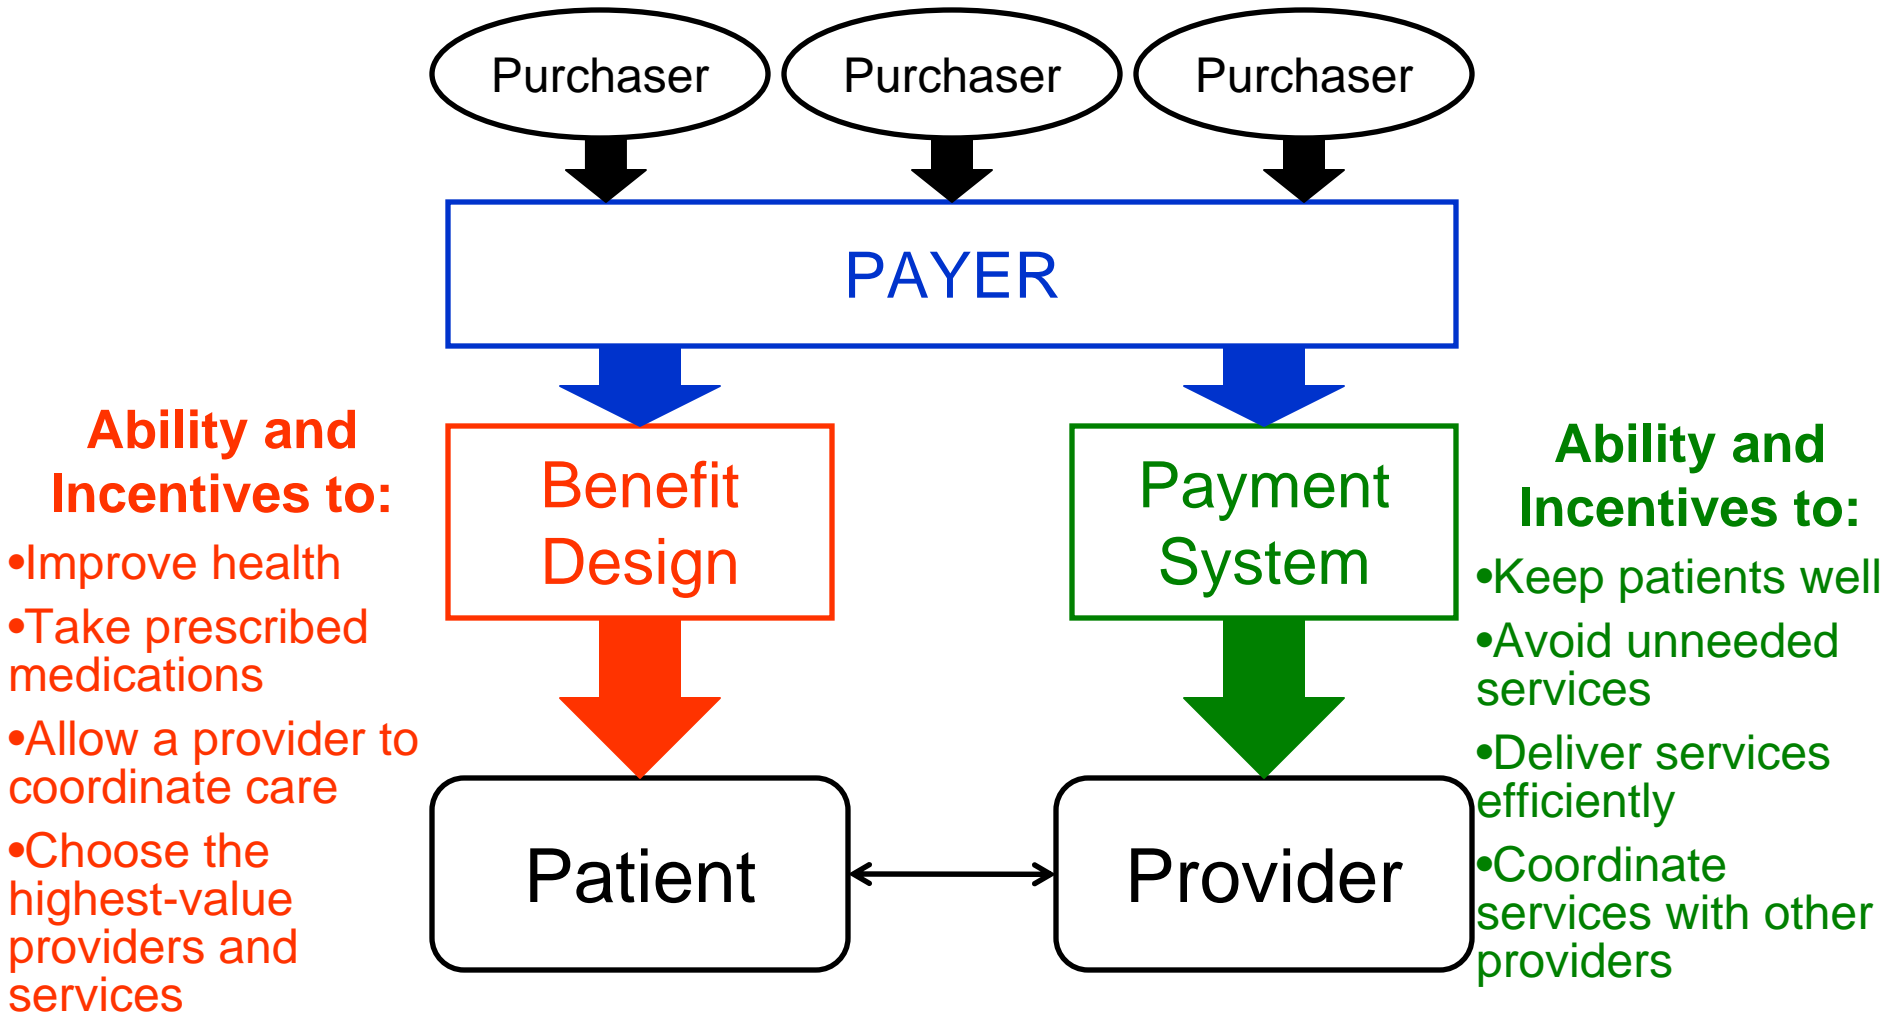 Purchaser
Purchaser
Purchaser
PAYER
Ability and
Incentives to:
•Improve health
•Take prescribed
medications
•Allow a provider to
coordinate care
•Choose the
highest-value
providers and
services
Benefit
Design
Payment
System
Ability and
Incentives to:
•Keep patients well
•Avoid unneeded
services
•Deliver services
efficiently
•Coordinate
services with other
providers
Patient
Provider